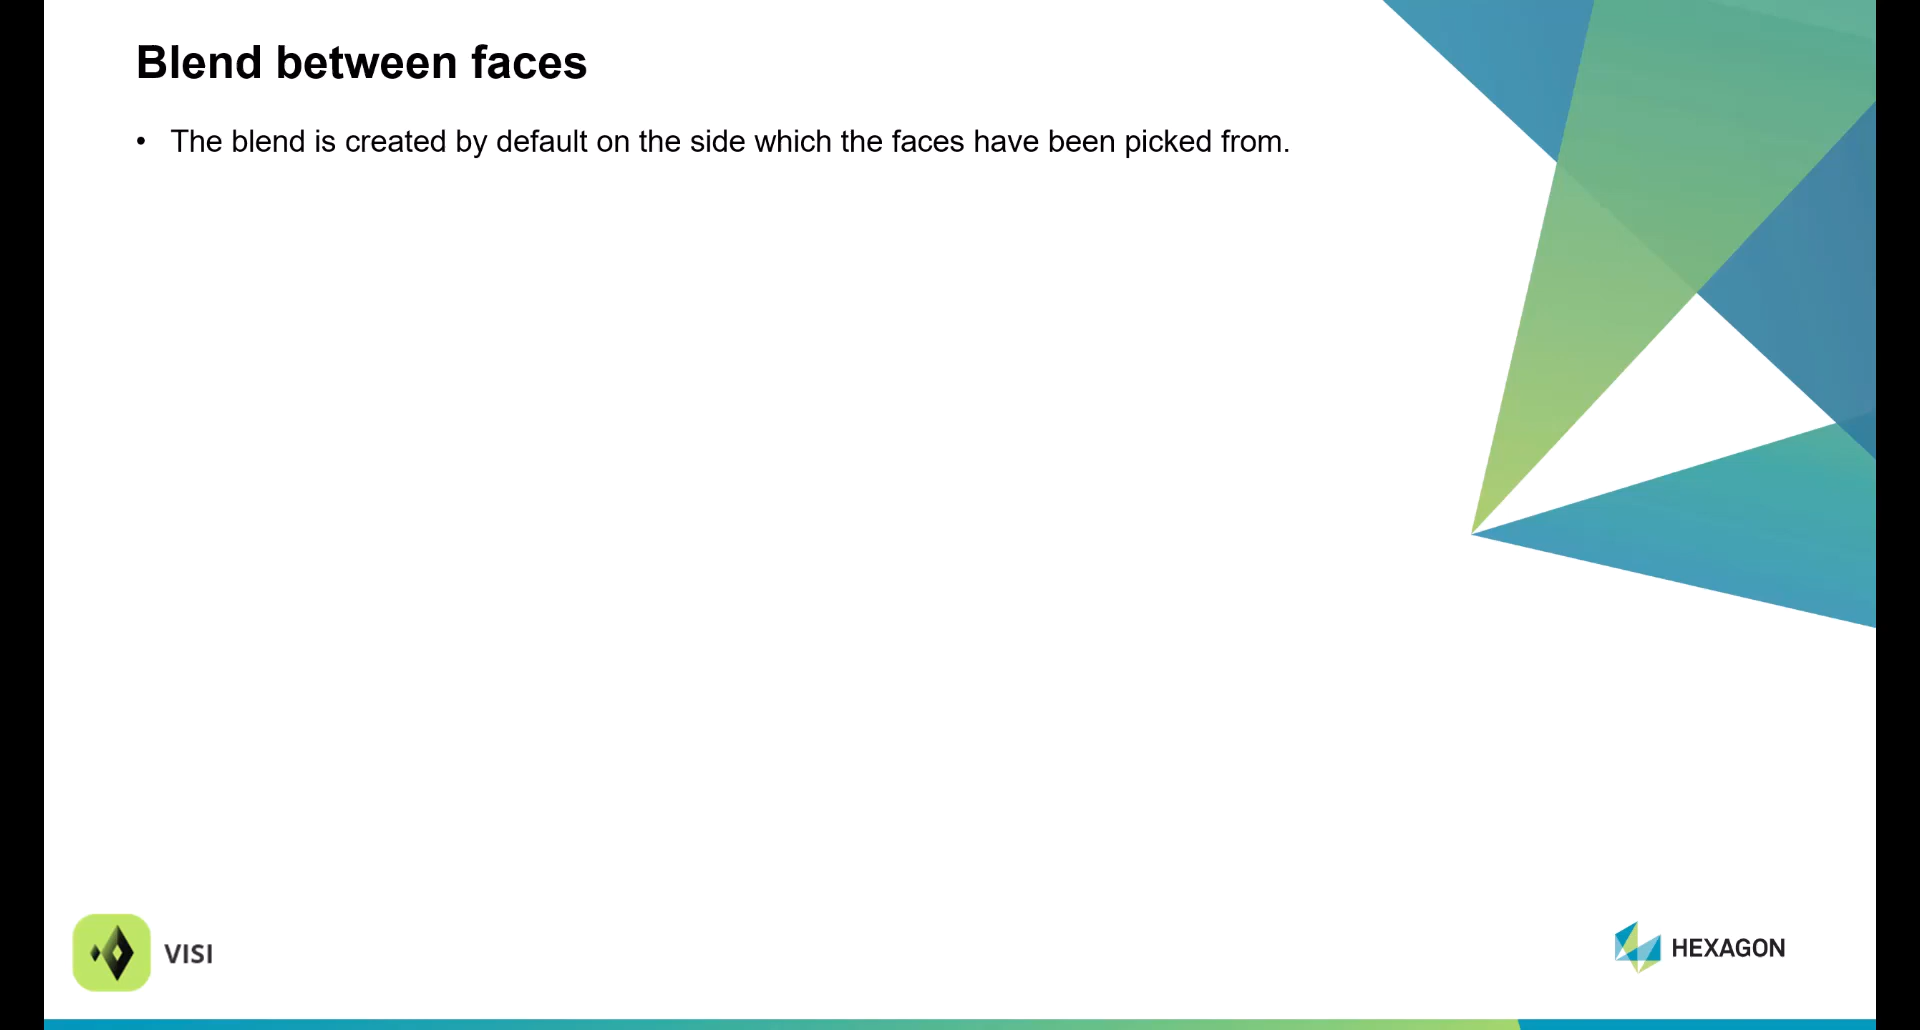 Blend between faces
• The blend is created by default on the side which the faces have been picked from.
VISI
HEXAGON